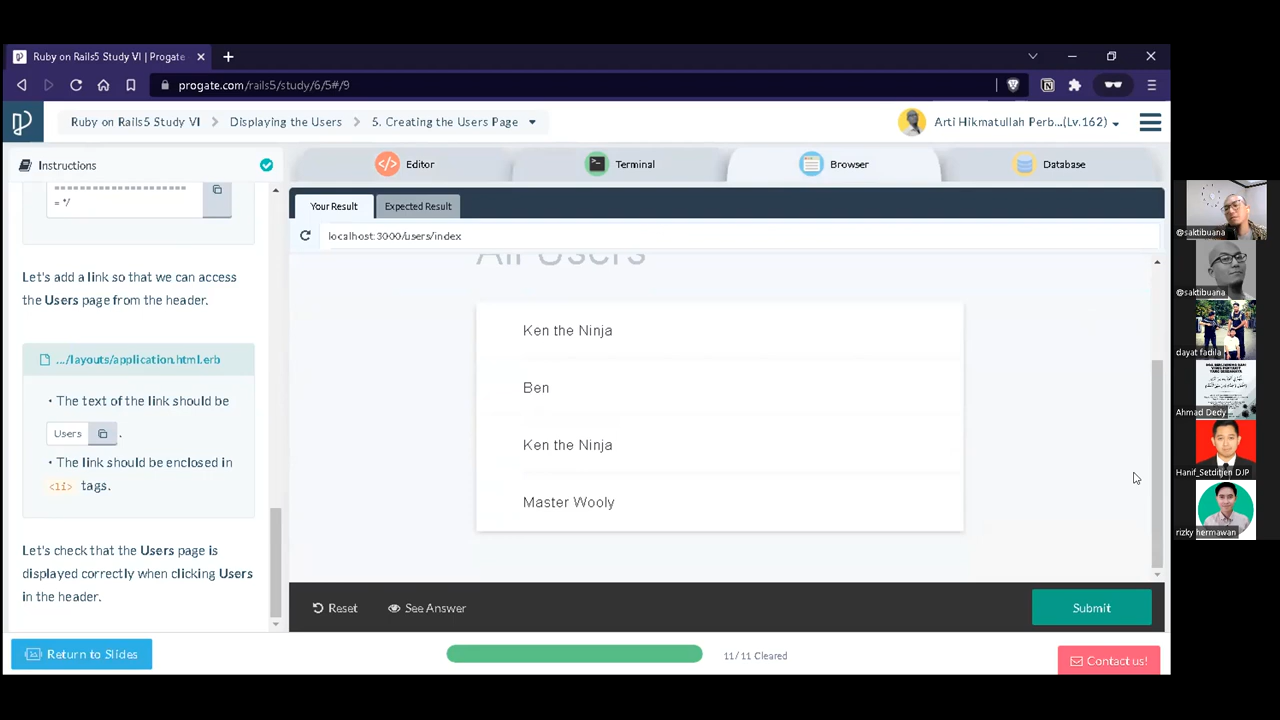 Ruby on Rails5 Study VI | Progate
progate.com/rails5/study/6/5#/9
Ruby on Rails5 Study VI
Displaying the Users
5. Creating the Users Page
Arti Hikmatullah Perb...(Lv.162)
Instructions
Editor
Terminal
Browser
Database
======================
= */
Let's add a link so that we can access
the Users page from the header.
.../layouts/application.html.erb
• The text of the link should be
Users .
• The link should be enclosed in
<li> tags.
Let's check that the Users page is
displayed correctly when clicking Users
in the header.
Your Result
Expected Result
localhost:3000/users/index
All Users
Ken the Ninja
Ben
Ken the Ninja
Master Wooly
Reset
See Answer
Submit
Return to Slides
11/11 Cleared
Contact us!
@saktibuana
@saktibuana
dayat fadila
Ahmad Dedy
Hanif_Setditjen DJP
rizky hermawan